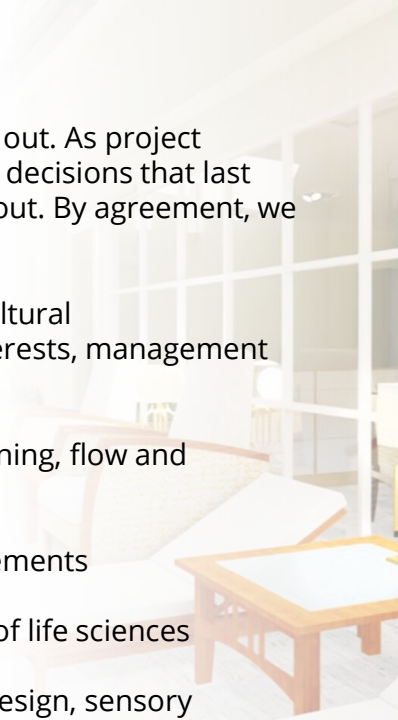 out. As project
decisions that last
out. By agreement, we
ltural
erests, management
ning, flow and
ements
of life sciences
esign, sensory